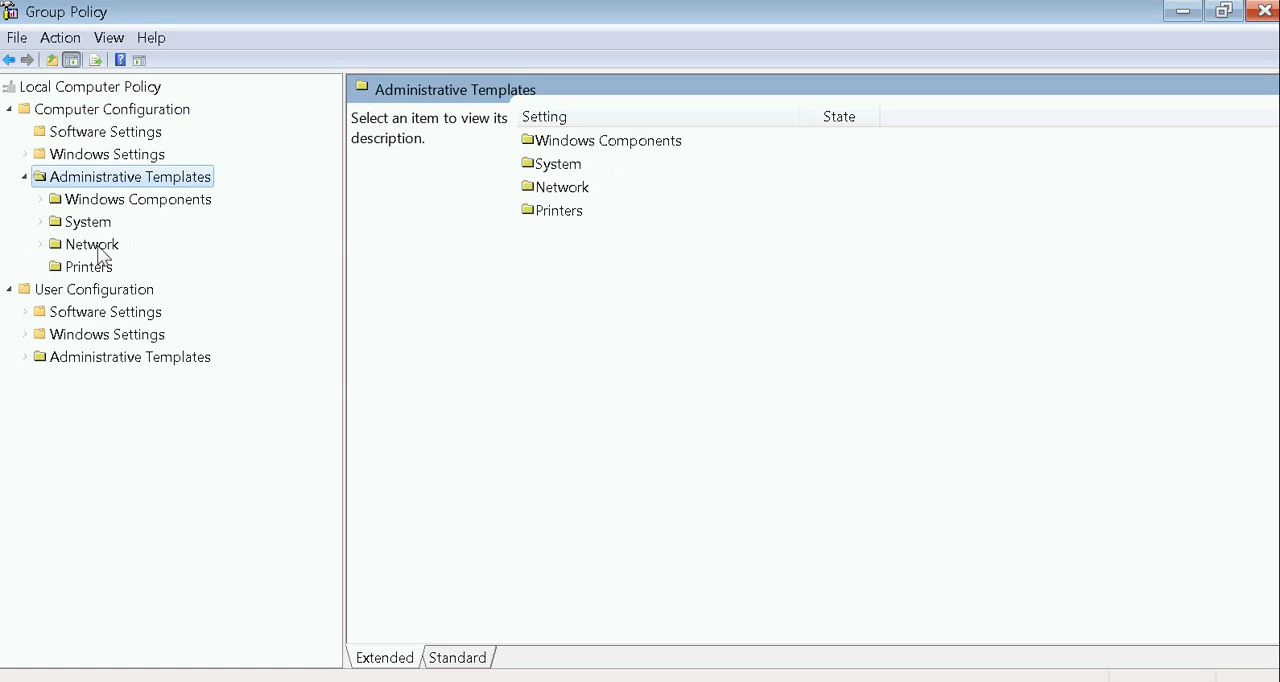 Group Policy
File Action View Help
Local Computer Policy
Computer Configuration
Software Settings
Windows Settings
Administrative Templates
Windows Components
System
Network
Printers
User Configuration
Software Settings
Windows Settings
Administrative Templates
Administrative Templates
Select an item to view its
description.
Setting State
Windows Components
System
Network
Printers
Extended Standard